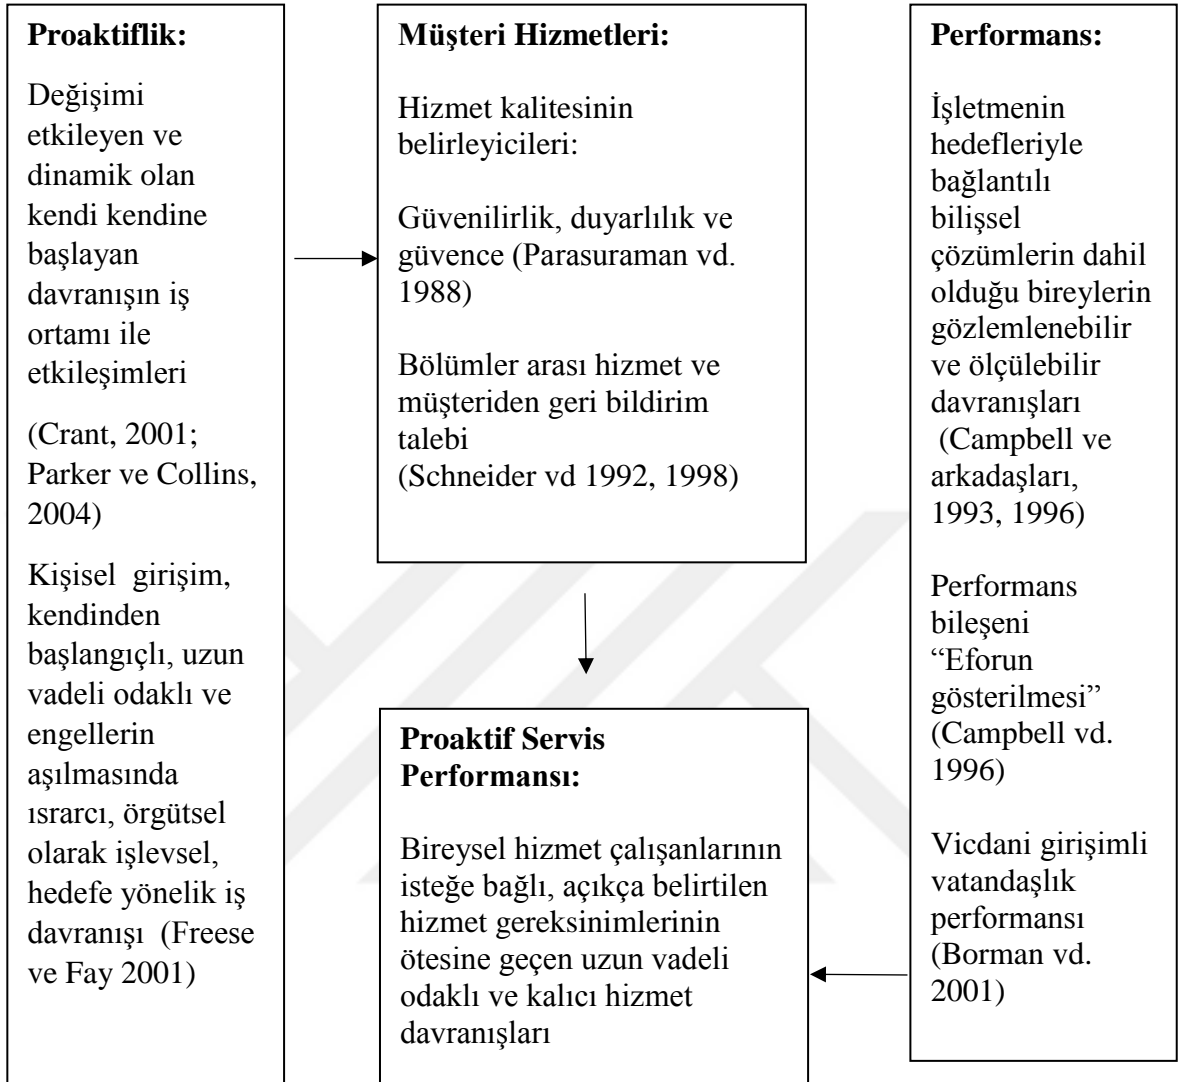 Proaktiflik:
Değişimi
etkileyen ve
dinamik olan
kendi kendine
başlayan
davranışın iş
ortamı ile
etkileşimleri
(Crant, 2001;
Parker ve Collins,
2004)
Kişisel girişim,
kendinden
başlangıçlı, uzun
vadeli odaklı ve
engellerin
aşılmasında
ısrarcı, örgütsel
olarak işlevsel,
hedefe yönelik iş
davranışı (Freese
ve Fay 2001)
Müşteri Hizmetleri:
Hizmet kalitesinin
belirleyicileri:
Güvenilirlik, duyarlılık ve
güvence (Parasuraman vd.
1988)
Bölümler arası hizmet ve
müşteriden geri bildirim
talebi
(Schneider vd 1992, 1998)
Proaktif Servis
Performansı:
Bireysel hizmet çalışanlarının
isteğe bağlı, açıkça belirtilen
hizmet gereksinimlerinin
ötesine geçen uzun vadeli
odaklı ve kalıcı hizmet
davranışları
Performans:
İşletmenin
hedefleriyle
bağlantılı
bilişsel
çözümlerin dahil
olduğu bireylerin
gözlemlenebilir
ve ölçülebilir
davranışları
(Campbell ve
arkadaşları,
1993, 1996)
Performans
bileşeni
“Eforun
gösterilmesi”
(Campbell vd.
1996)
Vicdani girişimli
vatandaşlık
performansı
(Borman vd.
2001)